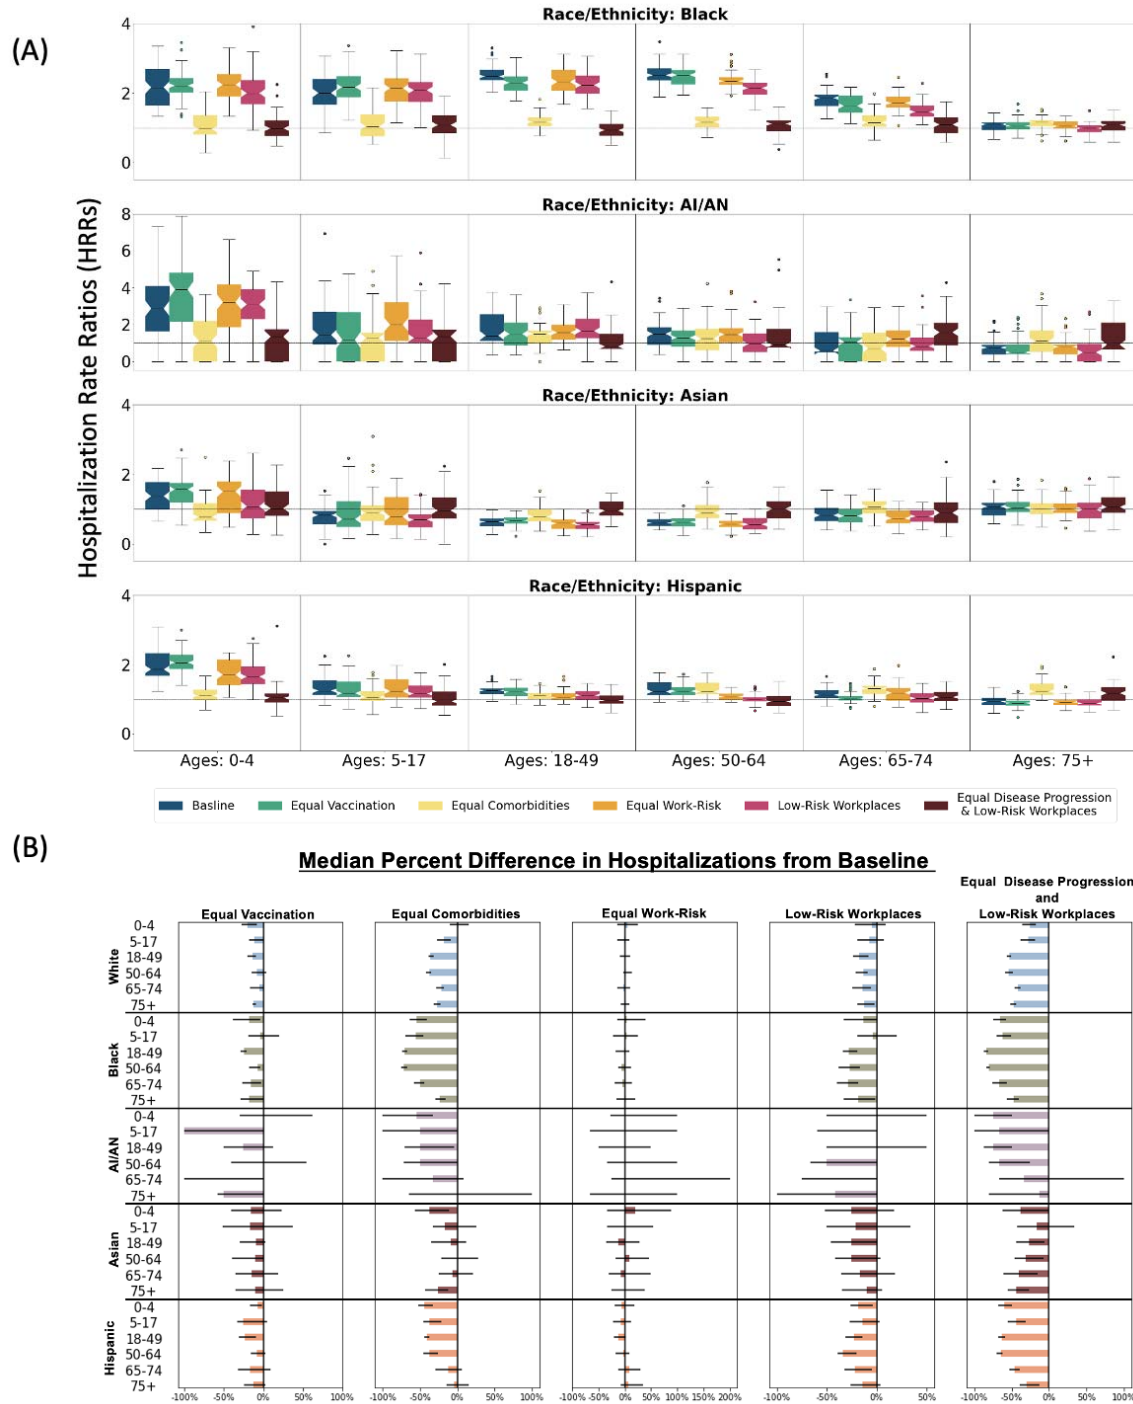 (A)
Race/Ethnicity: Black
4
2
0
Race/Ethnicity: AI/AN
8
6
4
2
0
Hospitalization Rate Ratios (HRRs)
Race/Ethnicity: Asian
4
2
0
Race/Ethnicity: Hispanic
4
2
0
Ages: 0-4 Ages: 5-17 Ages: 18-49 Ages: 50-64 Ages: 65-74 Ages: 75+
Basline Equal Vaccination Equal Comorbidities Equal Work-Risk Low-Risk Workplaces Equal Disease Progression
& Low-Risk Workplaces
(B)
Median Percent Difference in Hospitalizations from Baseline
Equal Disease Progression
and
Equal Vaccination Equal Comorbidities Equal Work-Risk Low-Risk Workplaces Low-Risk Workplaces
White
0-4
5-17
18-49
50-64
65-74
75+
Black
0-4
5-17
18-49
50-64
65-74
75+
AI/AN
0-4
5-17
18-49
50-64
65-74
75+
Asian
0-4
5-17
18-49
50-64
65-74
75+
Hispanic
0-4
5-17
18-49
50-64
65-74
75+
-100% -50% 0% 50% 100% -100% -50% 0% 50% 100% -100% -50% 0% 50% 100% 150% 200% -100% -50% 0% 50% -100% -50% 0% 50% 100%